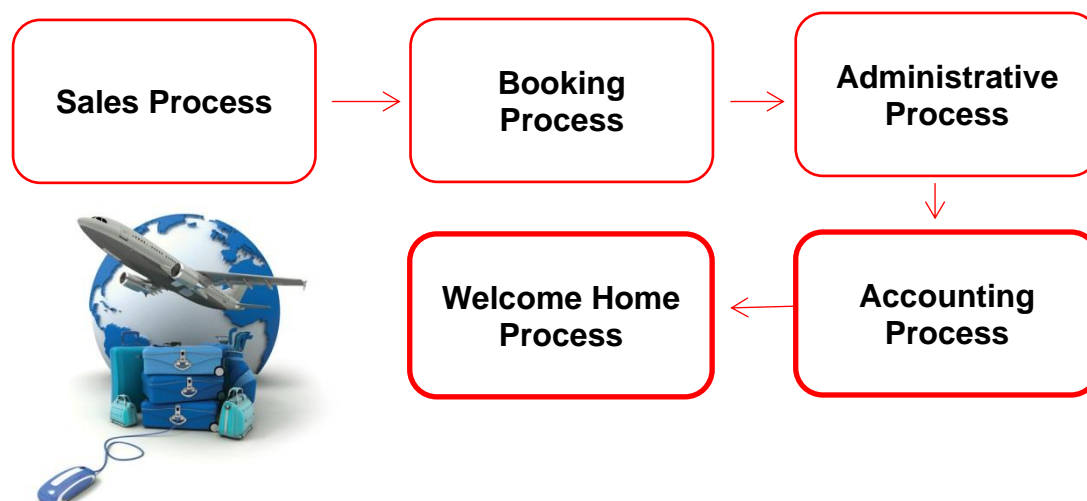 Sales Process
Booking
Process
Administrative
Process
Welcome Home
Process
Accounting
Process